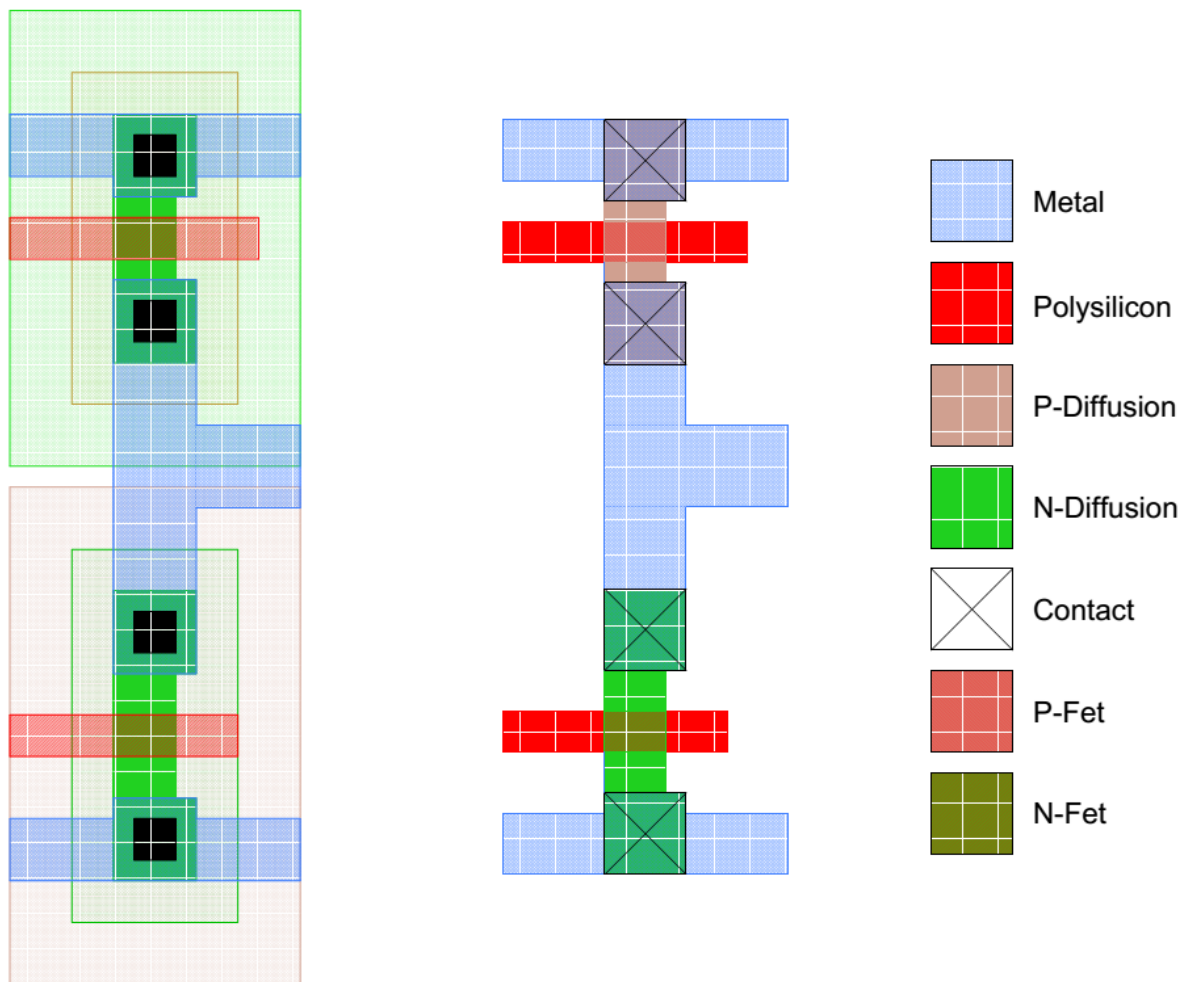 Metal
Polysilicon
P-Diffusion
N-Diffusion
Contact
P-Fet
N-Fet